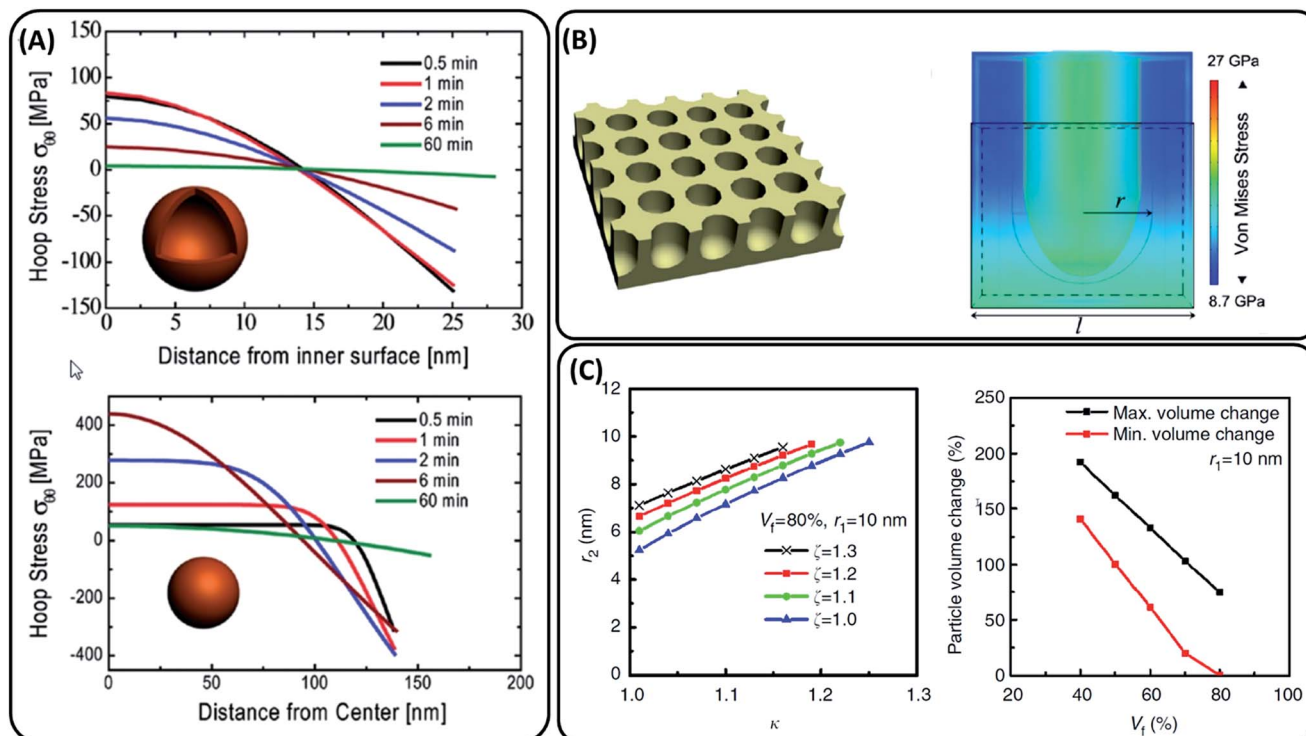 (A)
150
100
50
0
-50
-100
-150
Hoop Stress σθθ [MPa]
0.5 min
1 min
2 min
6 min
60 min
0 5 10 15 20 25 30
Distance from inner surface [nm]
400
200
0
-200
-400
Hoop Stress σθθ [MPa]
0.5 min
1 min
2 min
6 min
60 min
0 50 100 150 200
Distance from Center [nm]
(B)
r
l
27 GPa
Von Mises Stress
8.7 GPa
(C)
12
10
8
6
4
2
0
r2 (nm)
Vf=80%, r1=10 nm
ζ=1.3
ζ=1.2
ζ=1.1
ζ=1.0
1.0 1.1 1.2 1.3
κ
250
200
150
100
50
0
Particle volume change (%)
Max. volume change
Min. volume change
r1=10 nm
20 40 60 80 100
Vf (%)